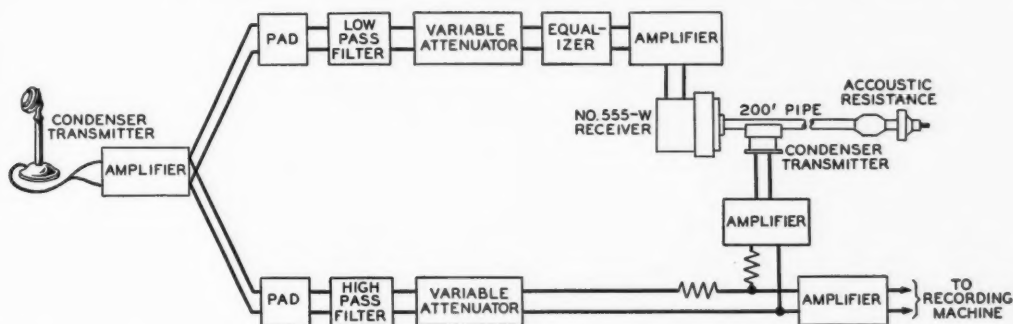 CONDENSER
TRANSMITTER
AMPLIFIER
PAD
LOW
PASS
FILTER
VARIABLE
ATTENUATOR
EQUAL-
IZER
AMPLIFIER
NO. 555-W
RECEIVER
200' PIPE
ACCOUSTIC
RESISTANCE
CONDENSER
TRANSMITTER
AMPLIFIER
PAD
HIGH
PASS
FILTER
VARIABLE
ATTENUATOR
AMPLIFIER
TO
RECORDING
MACHINE